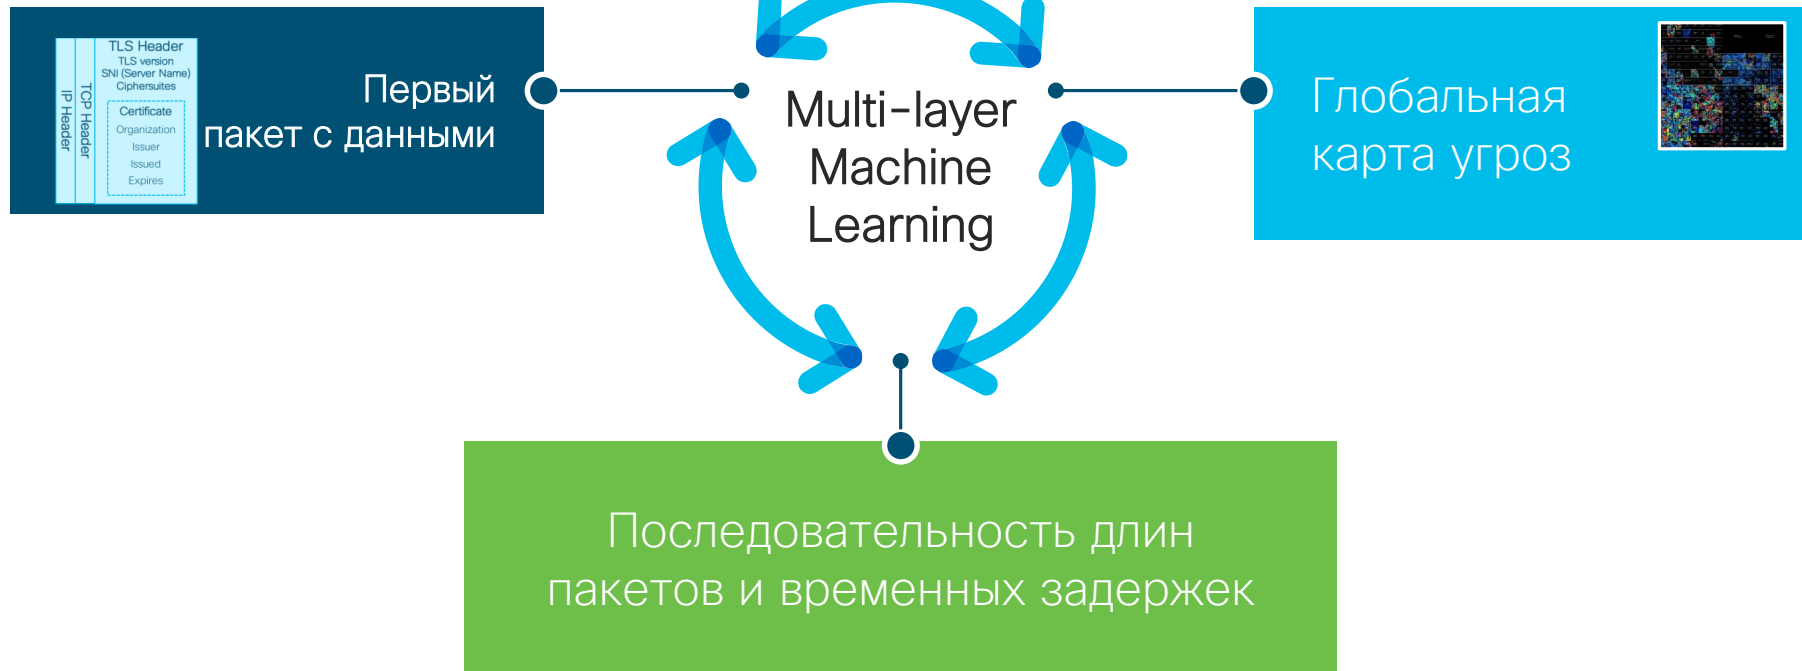 IP Header
TCP Header
TLS Header
TLS version
SNI (Server Name)
Ciphersuites
Certificate
Organization
Issuer
Issued
Expires
Первый
пакет с данными
Multi-layer
Machine
Learning
Глобальная
карта угроз
Последовательность длин
пакетов и временных задержек